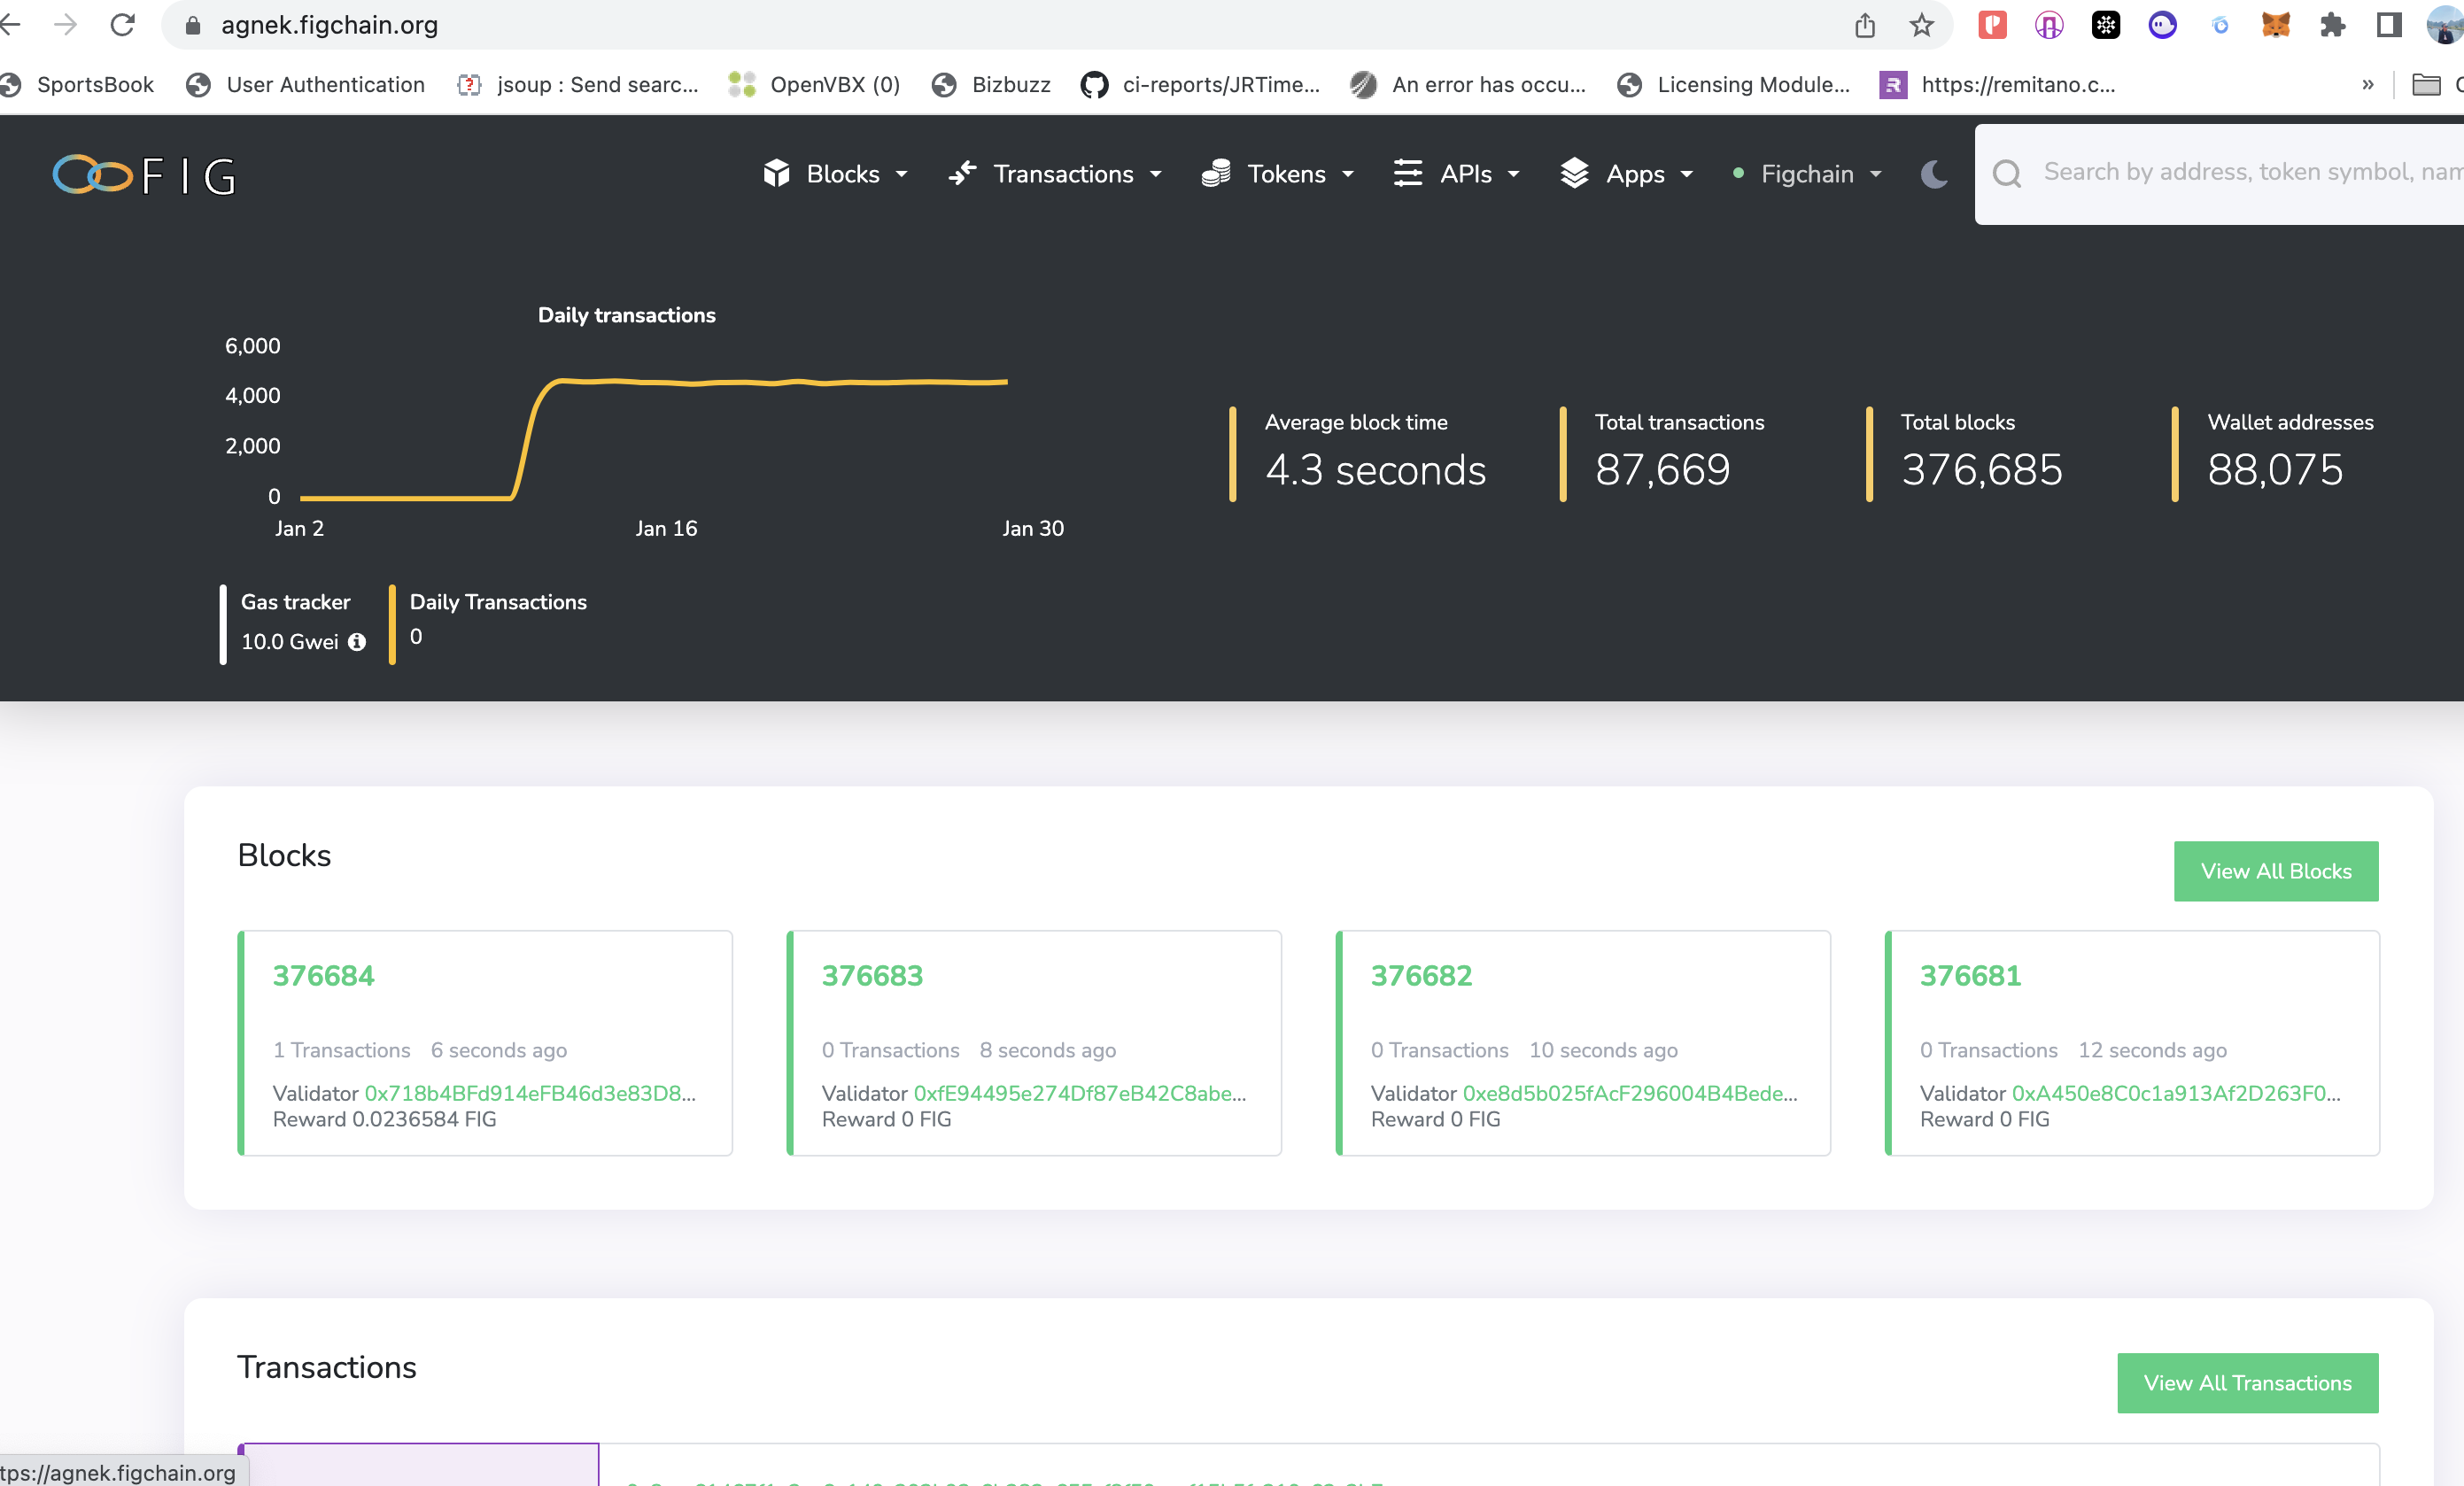 agnek.figchain.org
SportsBook User Authentication jsoup : Send searc... OpenVBX (0) Bizbuzz ci-reports/JRTime... An error has occu... Licensing Module... https://remitano.c... »
FIG Blocks Transactions Tokens APIs Apps Figchain Search by address, token symbol, nam
Daily transactions
6,000
4,000
2,000
0
Jan 2 Jan 16 Jan 30
Average block time Total transactions Total blocks Wallet addresses
4.3 seconds 87,669 376,685 88,075
Gas tracker Daily Transactions
10.0 Gwei 0
Blocks
View All Blocks
376684 376683 376682 376681
1 Transactions 6 seconds ago 0 Transactions 8 seconds ago 0 Transactions 10 seconds ago 0 Transactions 12 seconds ago
Validator 0x718b4BFd914eFB46d3e83D8... Validator 0xfE94495e274Df87eB42C8abe... Validator 0xe8d5b025fAcF296004B4Bede... Validator 0xA450e8C0c1a913Af2D263F0...
Reward 0.0236584 FIG Reward 0 FIG Reward 0 FIG Reward 0 FIG
Transactions
View All Transactions
tps://agnek.figchain.org